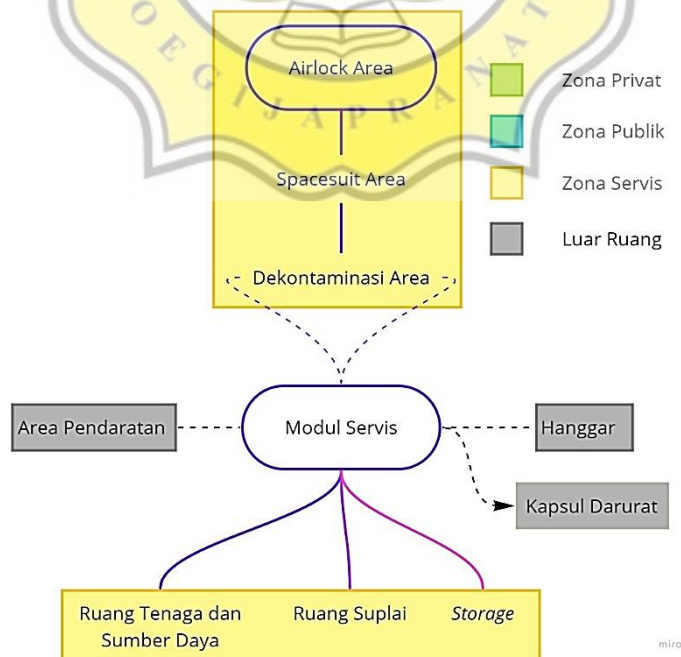 OEGIJAPRANAT
Airlock Area
Spacesuit Area
Dekontaminasi Area
Zona Privat
Zona Publik
Zona Servis
Luar Ruang
Area Pendaratan
Modul Servis
Hanggar
Kapsul Darurat
Ruang Tenaga dan
Sumber Daya
Ruang Suplai
Storage
miro